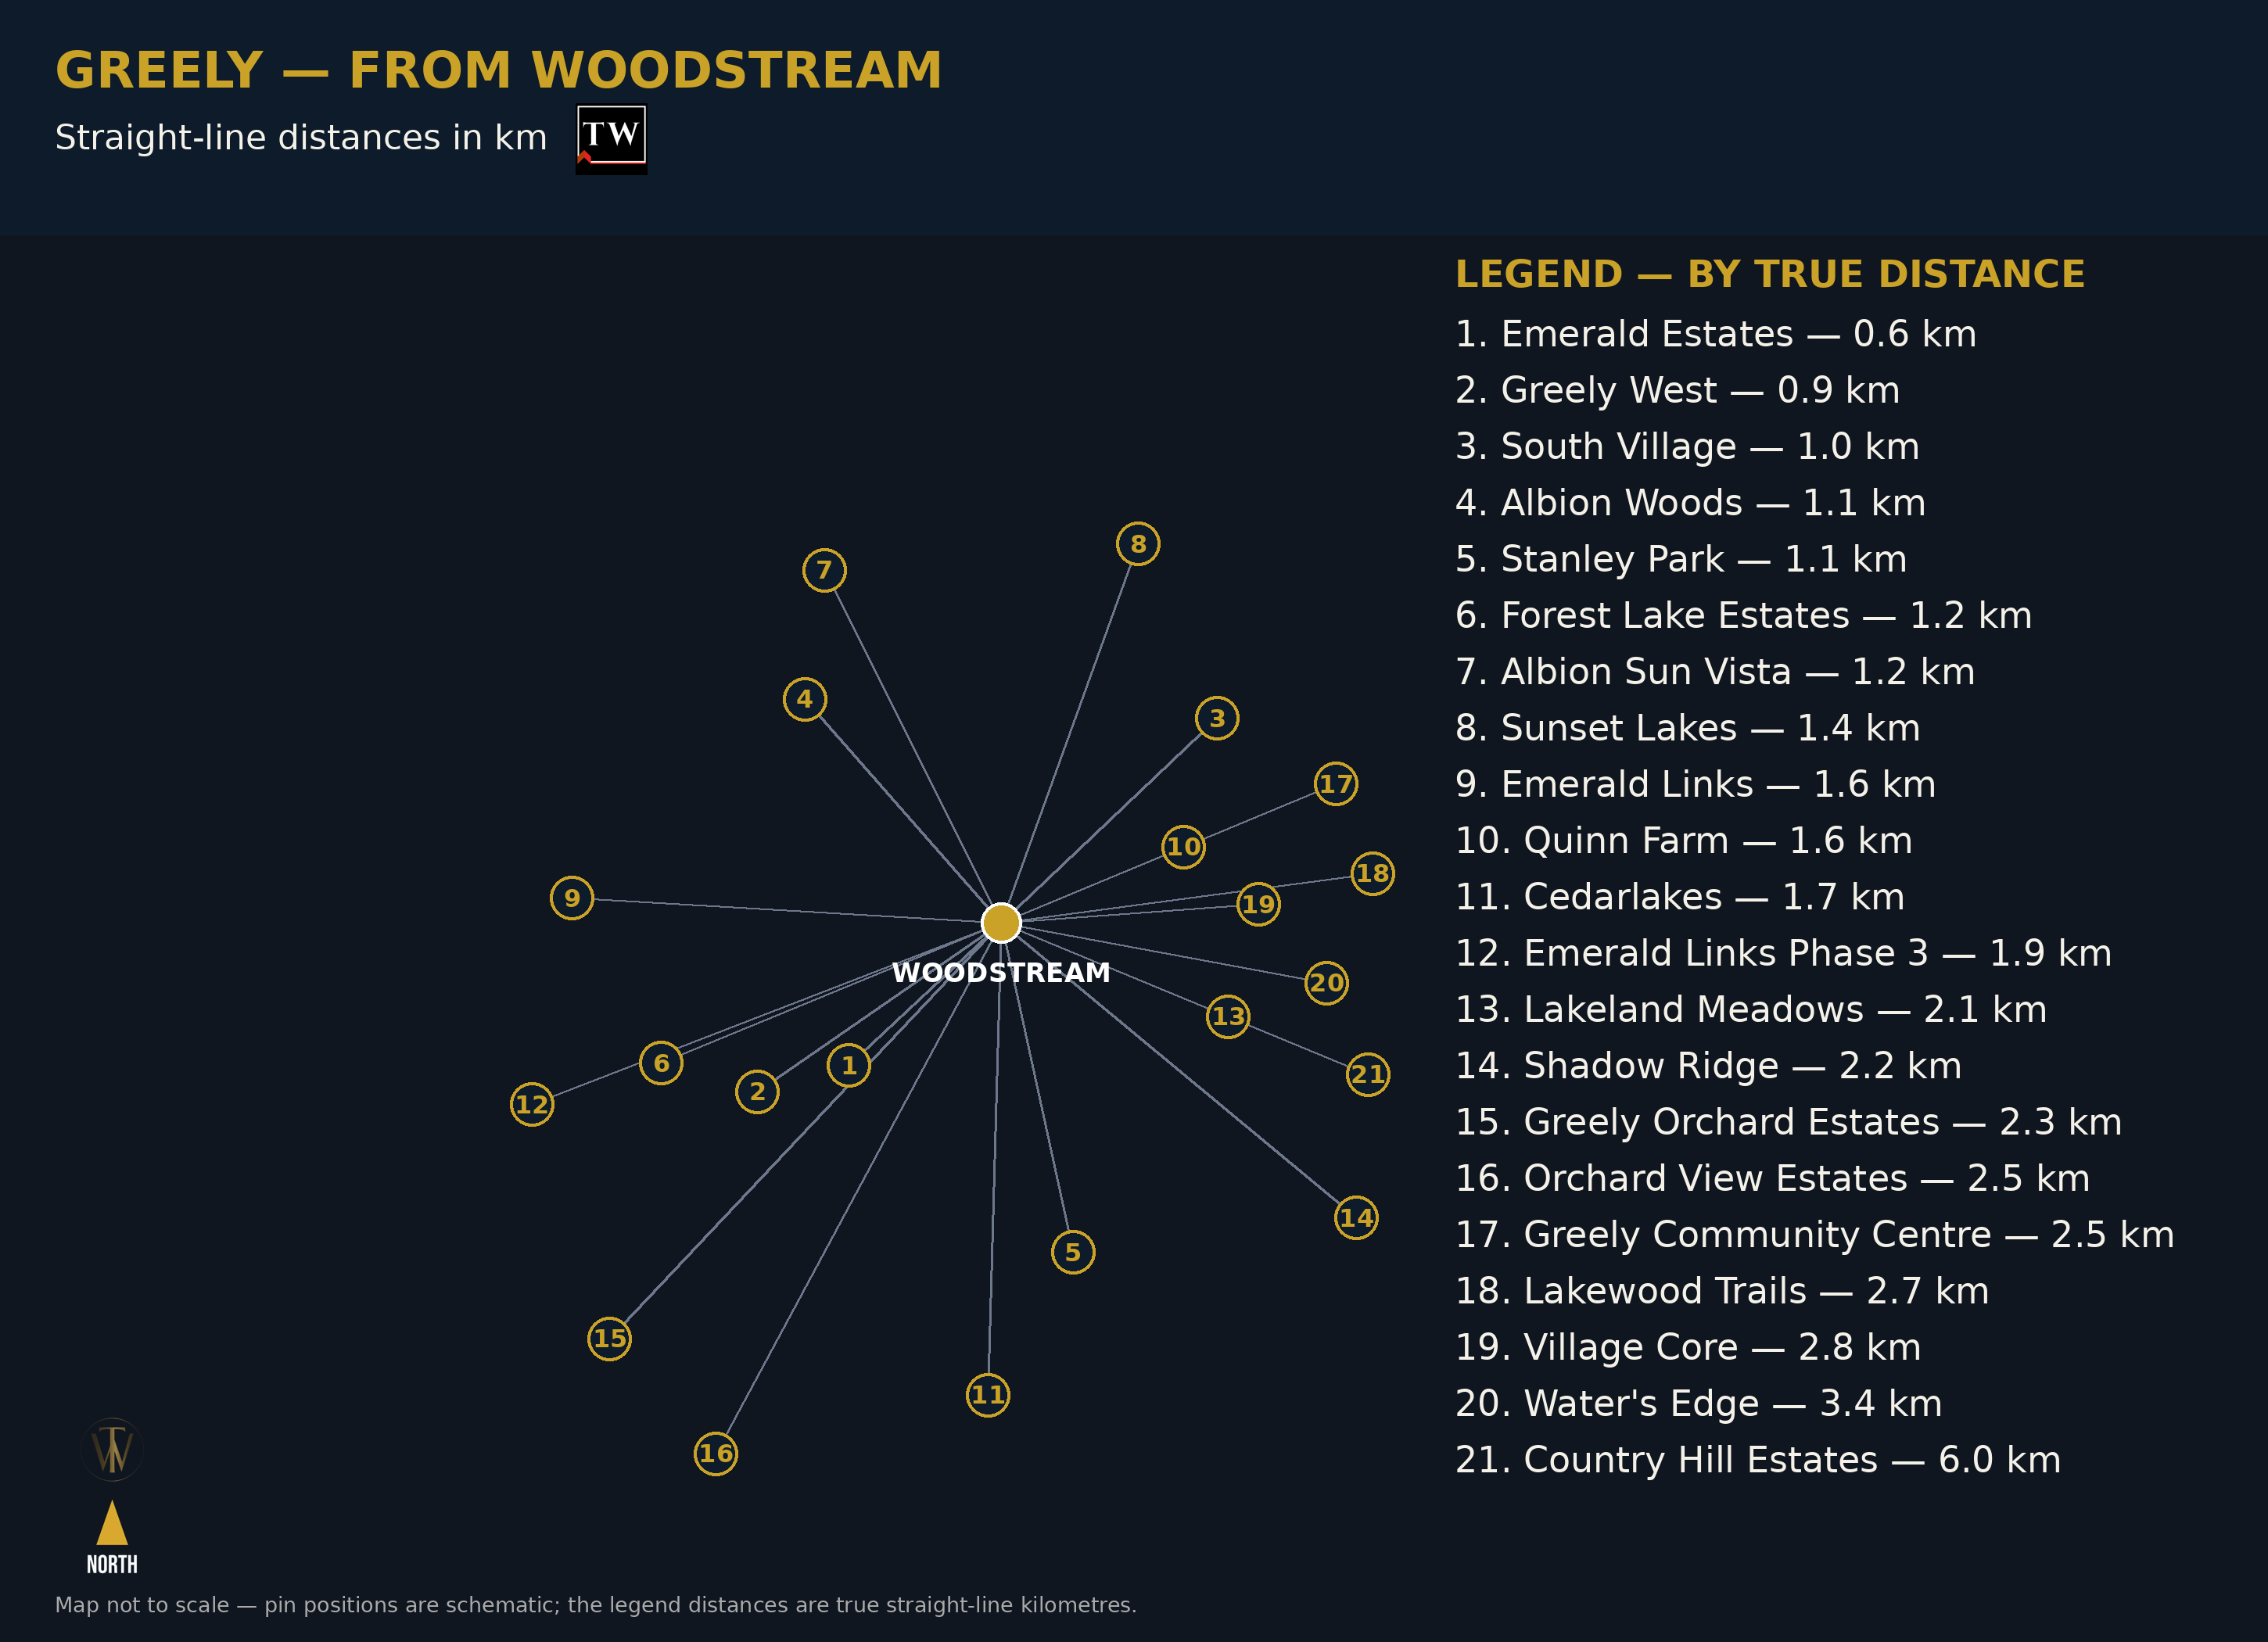 GREELY — FROM WOODSTREAM
Straight-line distances in km
TW
LEGEND — BY TRUE DISTANCE
1. Emerald Estates — 0.6 km
2. Greely West — 0.9 km
3. South Village — 1.0 km
4. Albion Woods — 1.1 km
5. Stanley Park — 1.1 km
6. Forest Lake Estates — 1.2 km
7. Albion Sun Vista — 1.2 km
8. Sunset Lakes — 1.4 km
9. Emerald Links — 1.6 km
10. Quinn Farm — 1.6 km
11. Cedarlakes — 1.7 km
12. Emerald Links Phase 3 — 1.9 km
13. Lakeland Meadows — 2.1 km
14. Shadow Ridge — 2.2 km
15. Greely Orchard Estates — 2.3 km
16. Orchard View Estates — 2.5 km
17. Greely Community Centre — 2.5 km
18. Lakewood Trails — 2.7 km
19. Village Core — 2.8 km
20. Water's Edge — 3.4 km
21. Country Hill Estates — 6.0 km
8
7
4
3
17
10
18
9
19
WOODSTREAM
20
13
6
1
21
2
12
14
5
15
11
16
TW
NORTH
Map not to scale — pin positions are schematic; the legend distances are true straight-line kilometres.